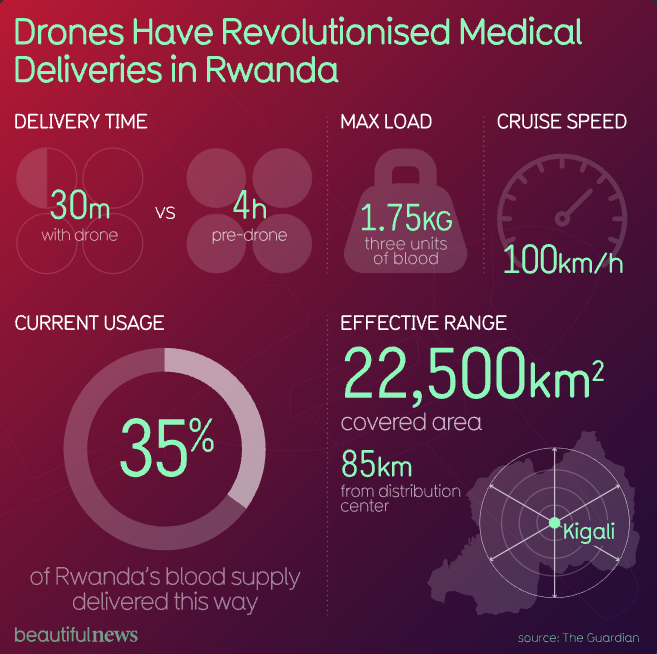 Drones Have Revolutionised Medical
Deliveries in Rwanda
DELIVERY TIME
30m
with drone
vs
4h
pre-drone
MAX LOAD
1.75KG
three units
of blood
CRUISE SPEED
100km/h
CURRENT USAGE
35%
of Rwanda's blood supply
delivered this way
EFFECTIVE RANGE
22,500km²
covered area
85km
from distribution
center
Kigali
beautifulnews
source: The Guardian